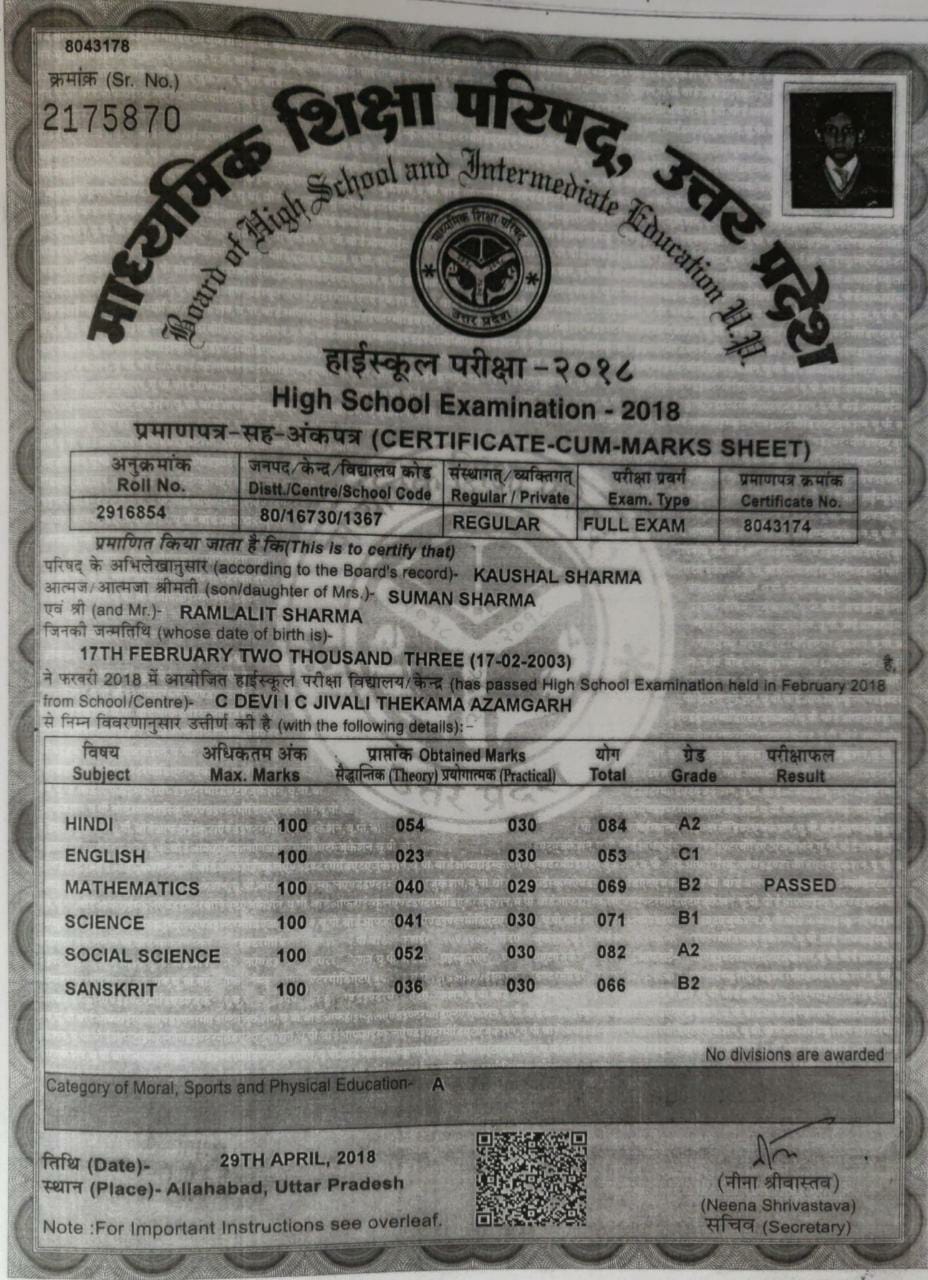 8043178
क्रमांक (Sr. No.)
2175870
माध्यमिक शिक्षा परिषद्, उत्तर प्रदेश
Board of High School and Intermediate Education U.P.
माध्यमिक शिक्षा परिषद्
उत्तर प्रदेश
हाईस्कूल परीक्षा -२०१८
High School Examination - 2018
प्रमाणपत्र-सह-अंकपत्र (CERTIFICATE-CUM-MARKS SHEET)
अनुक्रमांक जनपद/केन्द्र/विद्यालय कोड संस्थागत्/व्यक्तिगत् परीक्षा प्रवर्ग प्रमाणपत्र क्रमांक
Roll No. Distt./Centre/School Code Regular / Private Exam. Type Certificate No.
2916854 80/16730/1367 REGULAR FULL EXAM 8043174
प्रमाणित किया जाता है कि(This is to certify that)
परिषद के अभिलेखानुसार (according to the Board's record)- KAUSHAL SHARMA
आत्मज/आत्मजा श्रीमती (son/daughter of Mrs.)- SUMAN SHARMA
एवं श्री (and Mr.)- RAMLALIT SHARMA
जिनकी जन्मतिथि (whose date of birth is)-
17TH FEBRUARY TWO THOUSAND THREE (17-02-2003) है,
ने फरवरी 2018 में आयोजित हाईस्कूल परीक्षा विद्यालय/केन्द्र (has passed High School Examination held in February 2018
from School/Centre)- C DEVI I C JIVALI THEKAMA AZAMGARH
से निम्न विवरणानुसार उत्तीर्ण की है (with the following details):-
विषय अधिकतम अंक प्राप्तांक Obtained Marks योग ग्रेड परीक्षाफल
Subject Max. Marks सैद्धान्तिक (Theory) प्रयोगात्मक (Practical) Total Grade Result
HINDI 100 054 030 084 A2
ENGLISH 100 023 030 053 C1
MATHEMATICS 100 040 029 069 B2 PASSED
SCIENCE 100 041 030 071 B1
SOCIAL SCIENCE 100 052 030 082 A2
SANSKRIT 100 036 030 066 B2
No divisions are awarded
Category of Moral, Sports and Physical Education- A
तिथि (Date)- 29TH APRIL, 2018
स्थान (Place)- Allahabad, Uttar Pradesh
Note :For Important Instructions see overleaf.
(नीना श्रीवास्तव)
(Neena Shrivastava)
सचिव (Secretary)